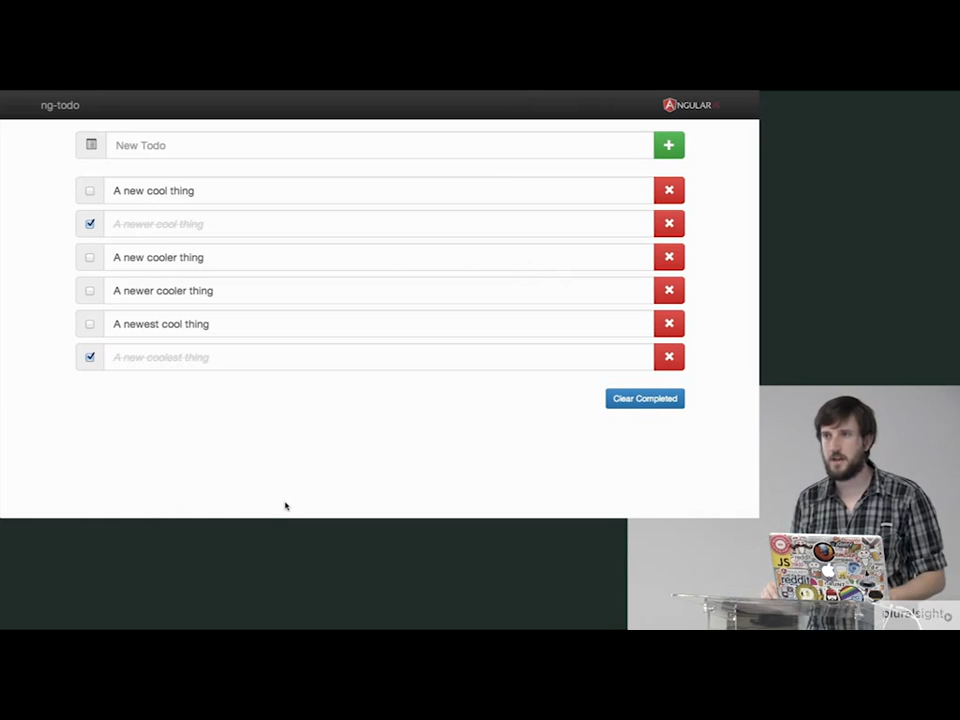 ng-todo
ANGULARJS
New Todo
A new cool thing
A newer cool thing
A new cooler thing
A newer cooler thing
A newest cool thing
A new coolest thing
Clear Completed
JS
reddit
pluralsight